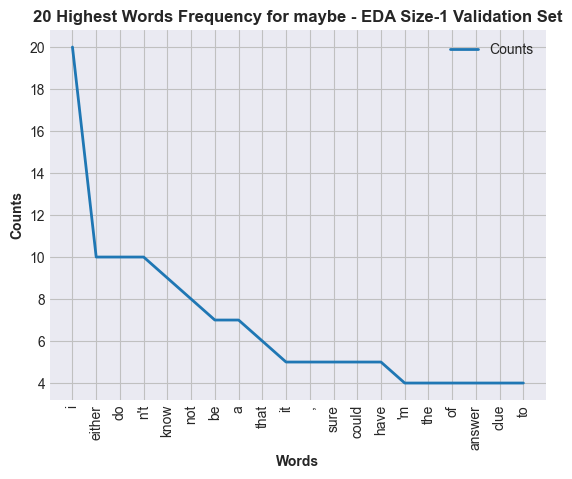 20 Highest Words Frequency for maybe - EDA Size-1 Validation Set
Counts
20
18
16
14
12
10
8
6
4
Counts
i
either
do
n't
know
not
be
a
that
it
,
sure
could
have
'm
the
of
answer
clue
to
Words